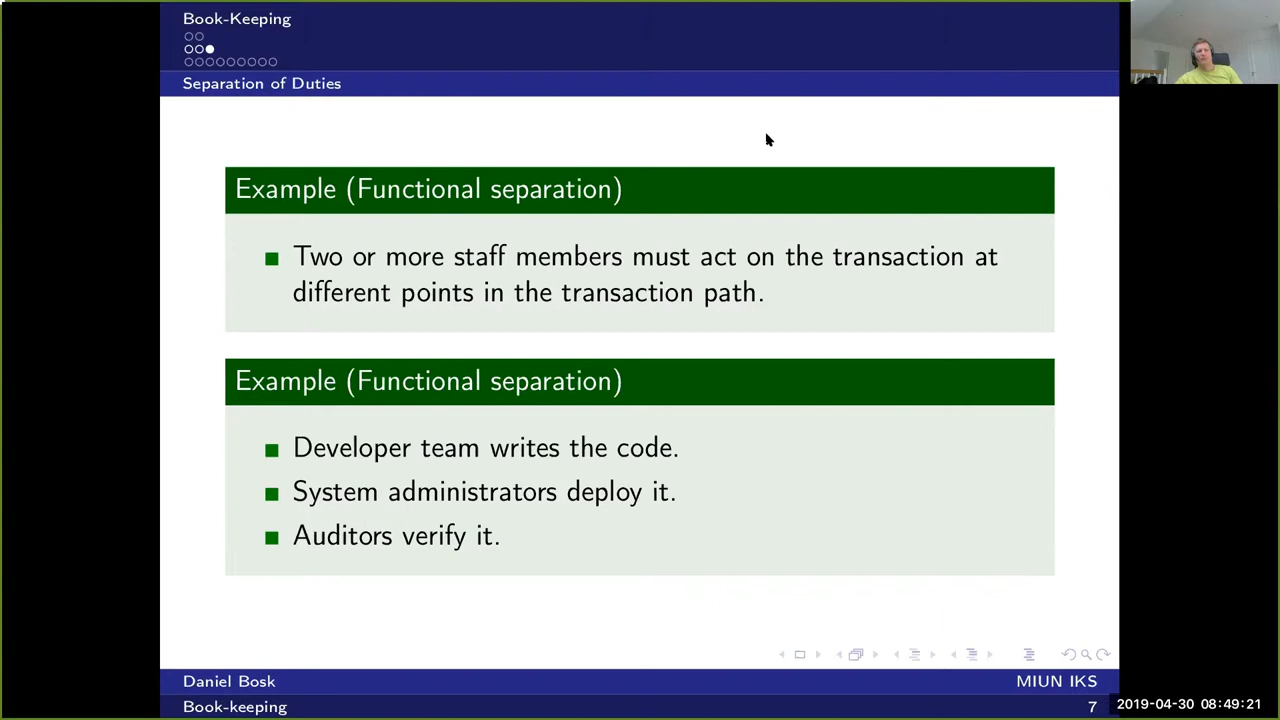 Book-Keeping
Separation of Duties
Example (Functional separation)
Two or more staff members must act on the transaction at
different points in the transaction path.
Example (Functional separation)
Developer team writes the code.
System administrators deploy it.
Auditors verify it.
Daniel Bosk
MIUN IKS
Book-keeping
7
2019-04-30 08:49:21